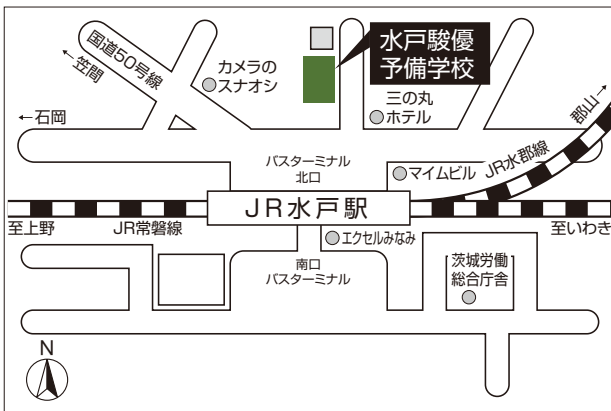 国道50号線
←笠間
←石岡
カメラの
スナオシ
水戸駿優
予備学校
三の丸
ホテル
郡山→
バスターミナル
北口
マイムビル
JR水郡線
JR水戸駅
至上野
JR常磐線
至いわき
エクセルみなみ
南口
バスターミナル
茨城労働
総合庁舎
N